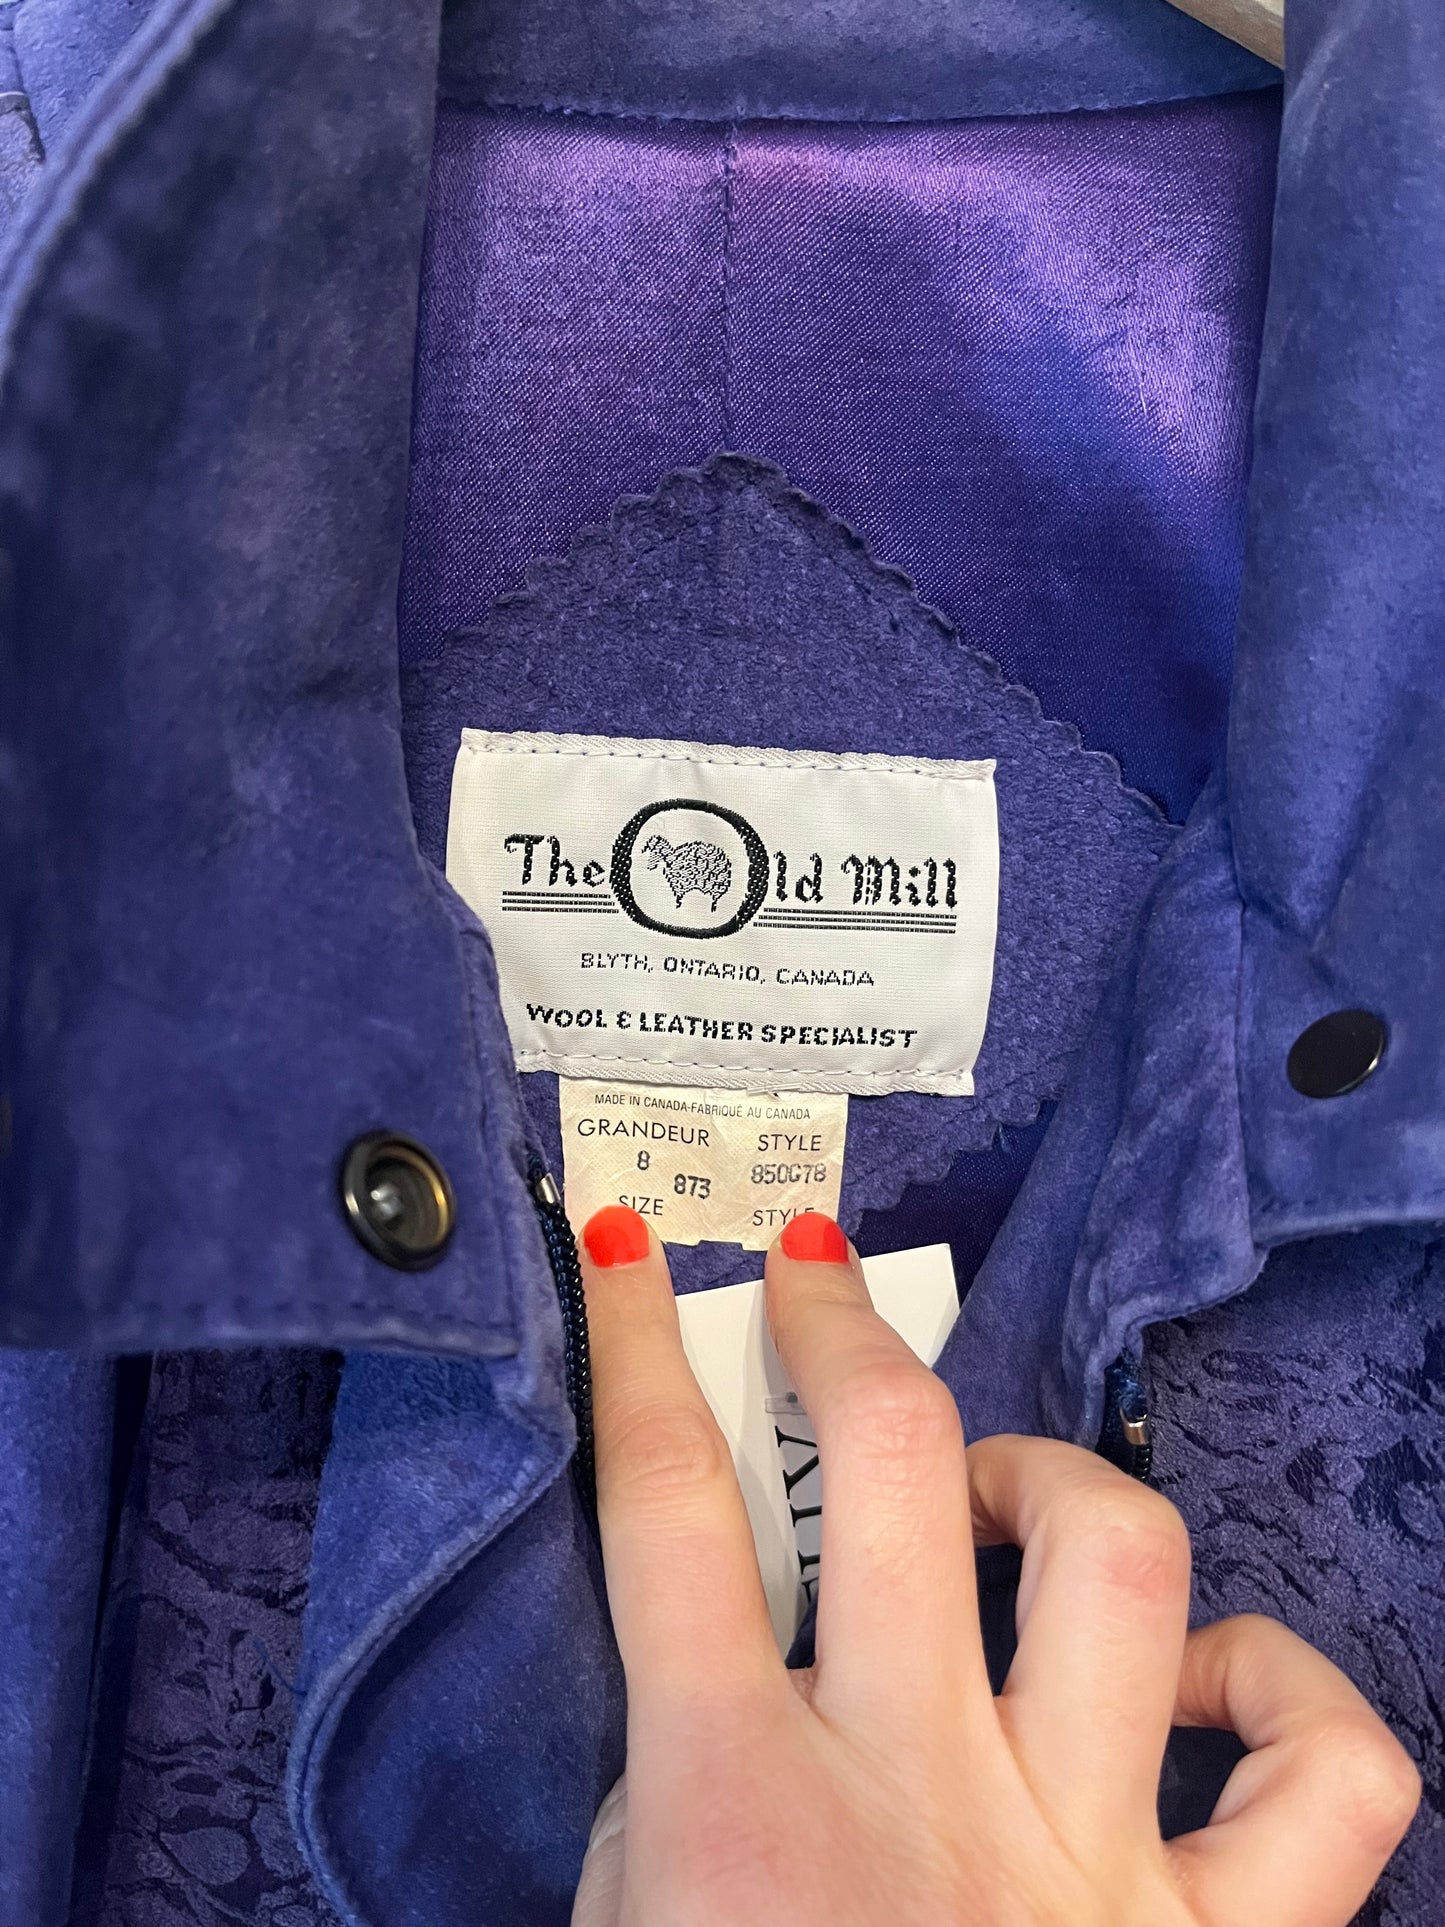 The Old Mill
BLYTH, ONTARIO, CANADA
WOOL & LEATHER SPECIALIST
MADE IN CANADA-FABRIQUÉ AU CANADA
GRANDEUR STYLE
8 873 850G78
SIZE STYLE